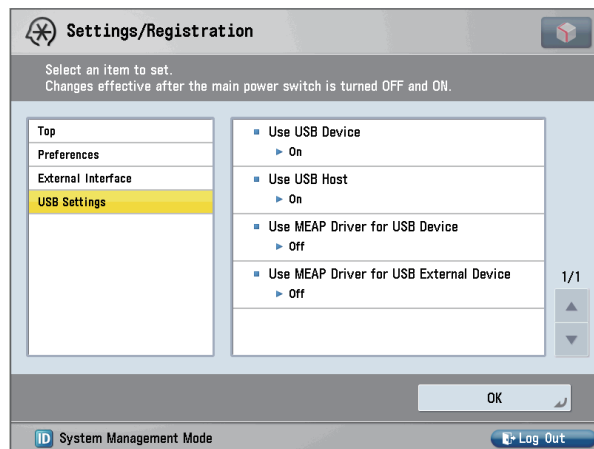 Settings/Registration
Select an item to set.
Changes effective after the main power switch is turned OFF and ON.
Top
Preferences
External Interface
USB Settings
Use USB Device
On
Use USB Host
On
Use MEAP Driver for USB Device
Off
Use MEAP Driver for USB External Device
Off
1/1
OK
ID System Management Mode
Log Out